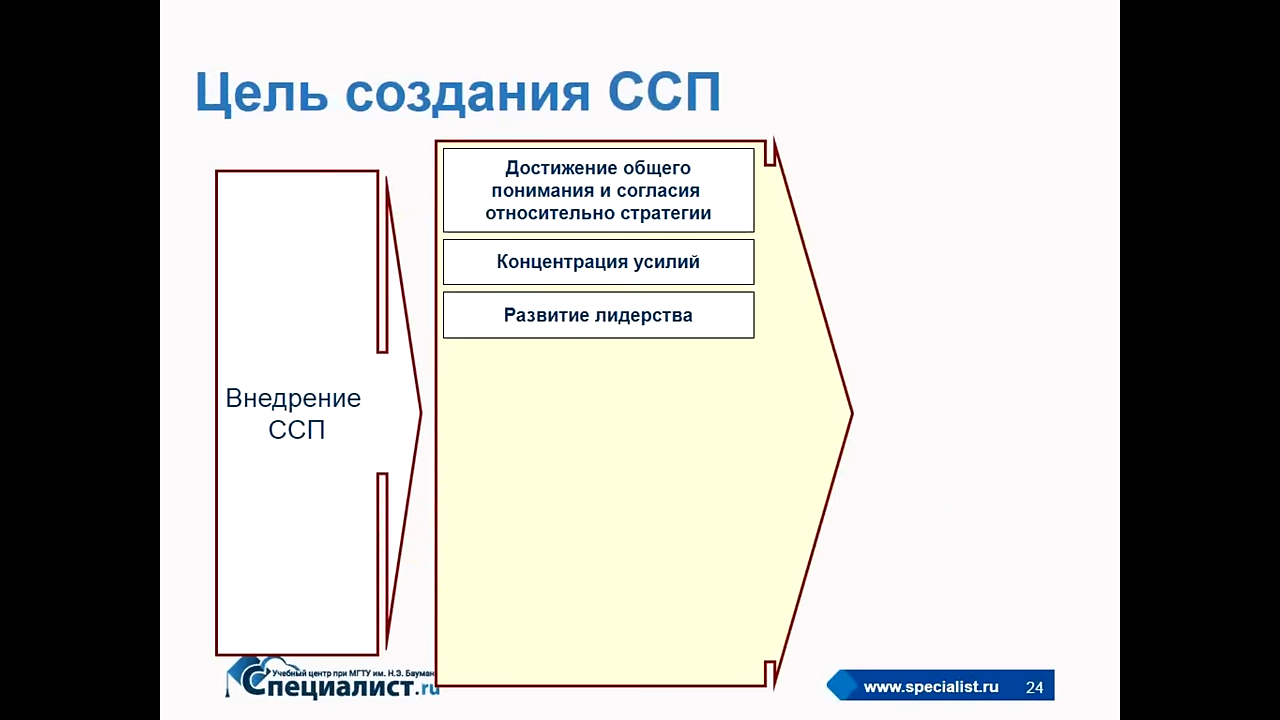 Цель создания ССП
Внедрение
ССП
Достижение общего
понимания и согласия
относительно стратегии
Концентрация усилий
Развитие лидерства
Учебный центр при МГТУ им. Н.Э. Бауман
Специалист.ru
www.specialist.ru 24